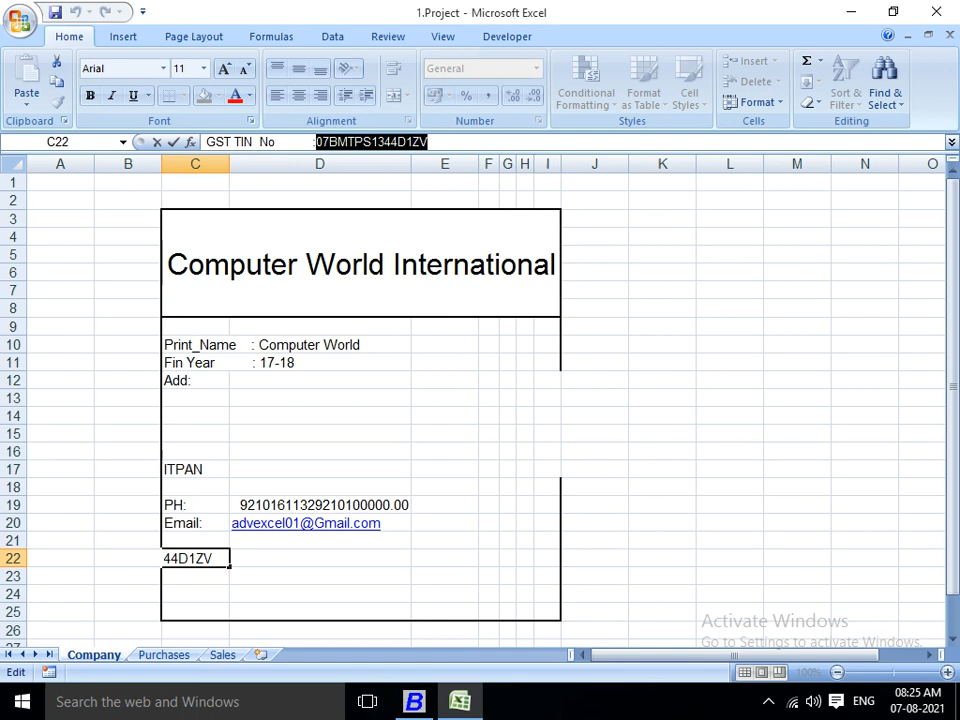 1.Project - Microsoft Excel
Home Insert Page Layout Formulas Data Review View Developer
Paste
Arial 11
General
Conditional Formatting
Format as Table
Cell Styles
Insert
Delete
Format
Sort & Filter
Find & Select
Clipboard Font Alignment Number Styles Cells Editing
C22 GST TIN No :07BMTPS1344D1ZV
A B C D E F G H I J K L M N O
1
2
3
4
5
Computer World International
6
7
8
9
10 Print_Name : Computer World
11 Fin Year : 17-18
12 Add:
13
14
15
16
17 ITPAN
18
19 PH: 92101611329210100000.00
20 Email: advexcel01@Gmail.com
21
22 44D1ZV
23
24
25
26
27
Activate Windows
Go to Settings to activate Windows.
Company Purchases Sales
Edit 100%
Search the web and Windows
B
ENG
08:25 AM
07-08-2021